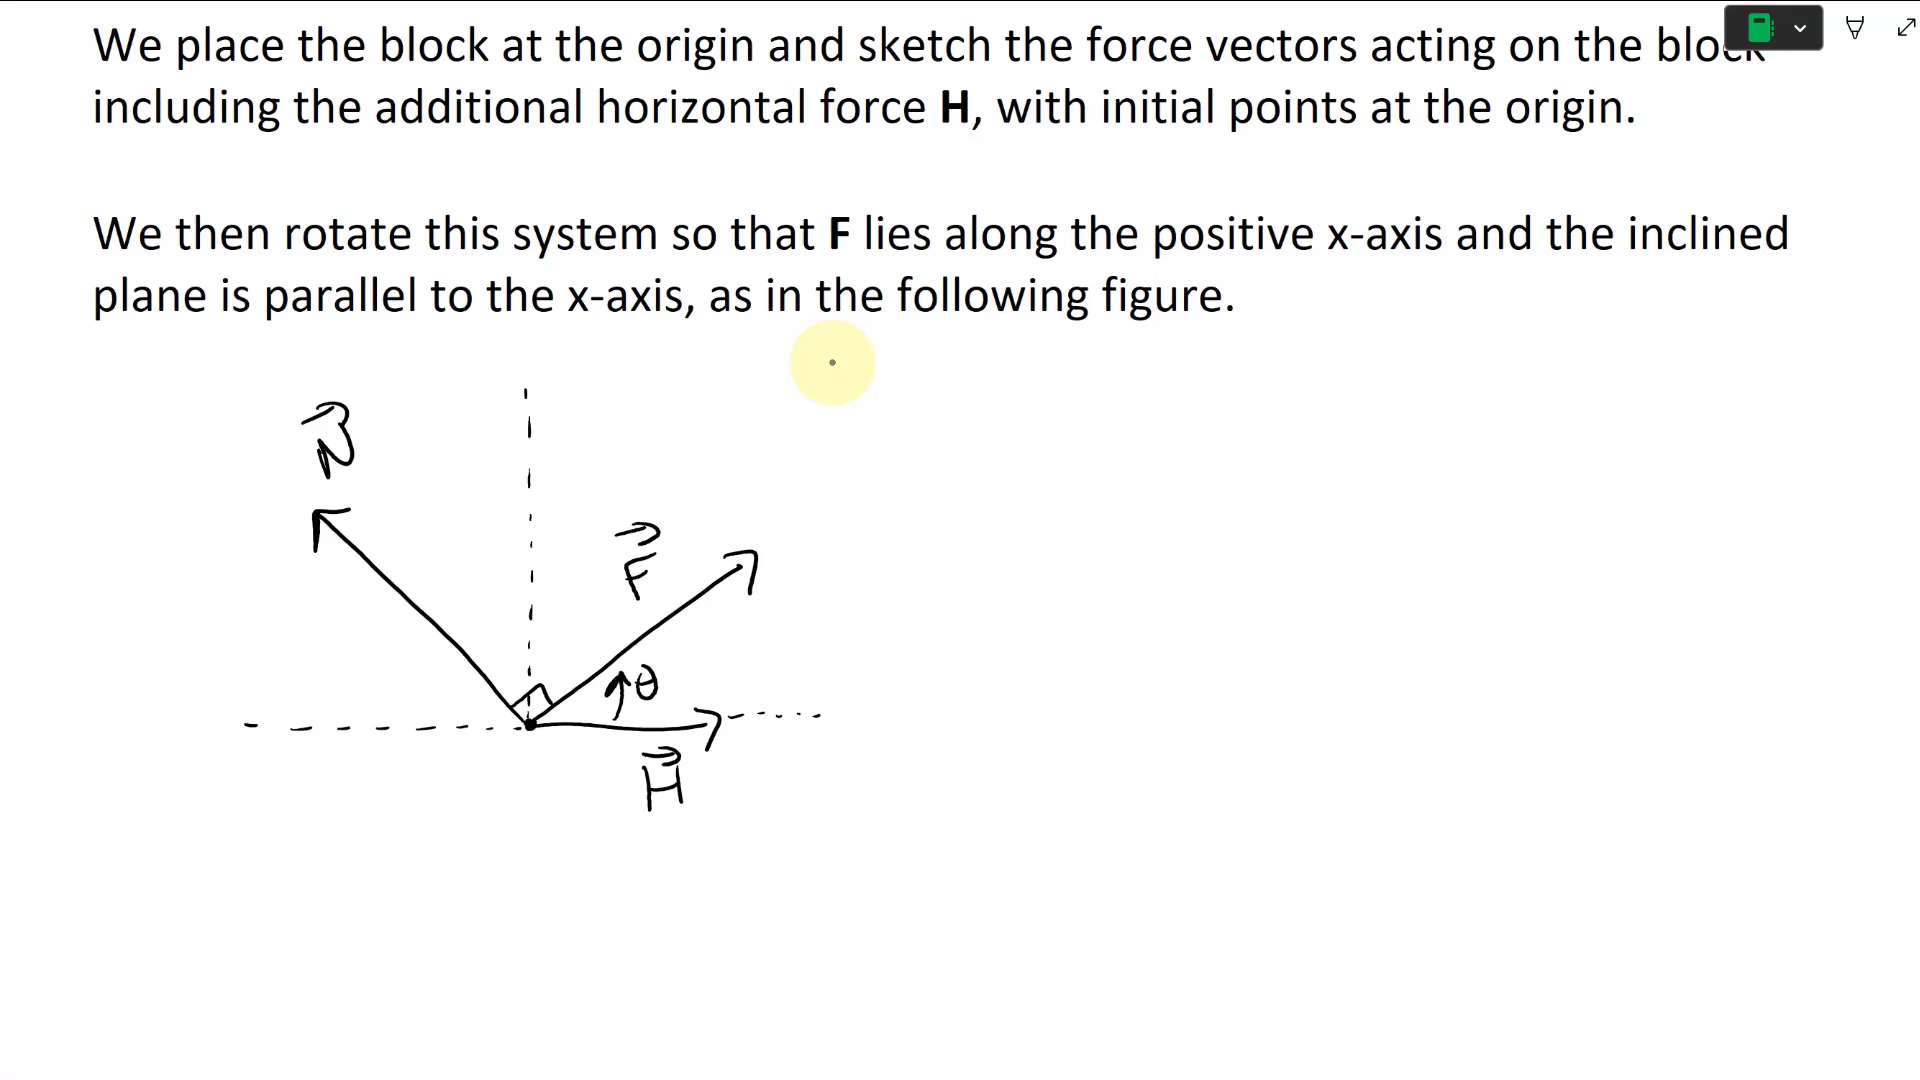 We place the block at the origin and sketch the force vectors acting on the block
including the additional horizontal force H, with initial points at the origin.
We then rotate this system so that F lies along the positive x-axis and the inclined
plane is parallel to the x-axis, as in the following figure.
N
F
θ
H